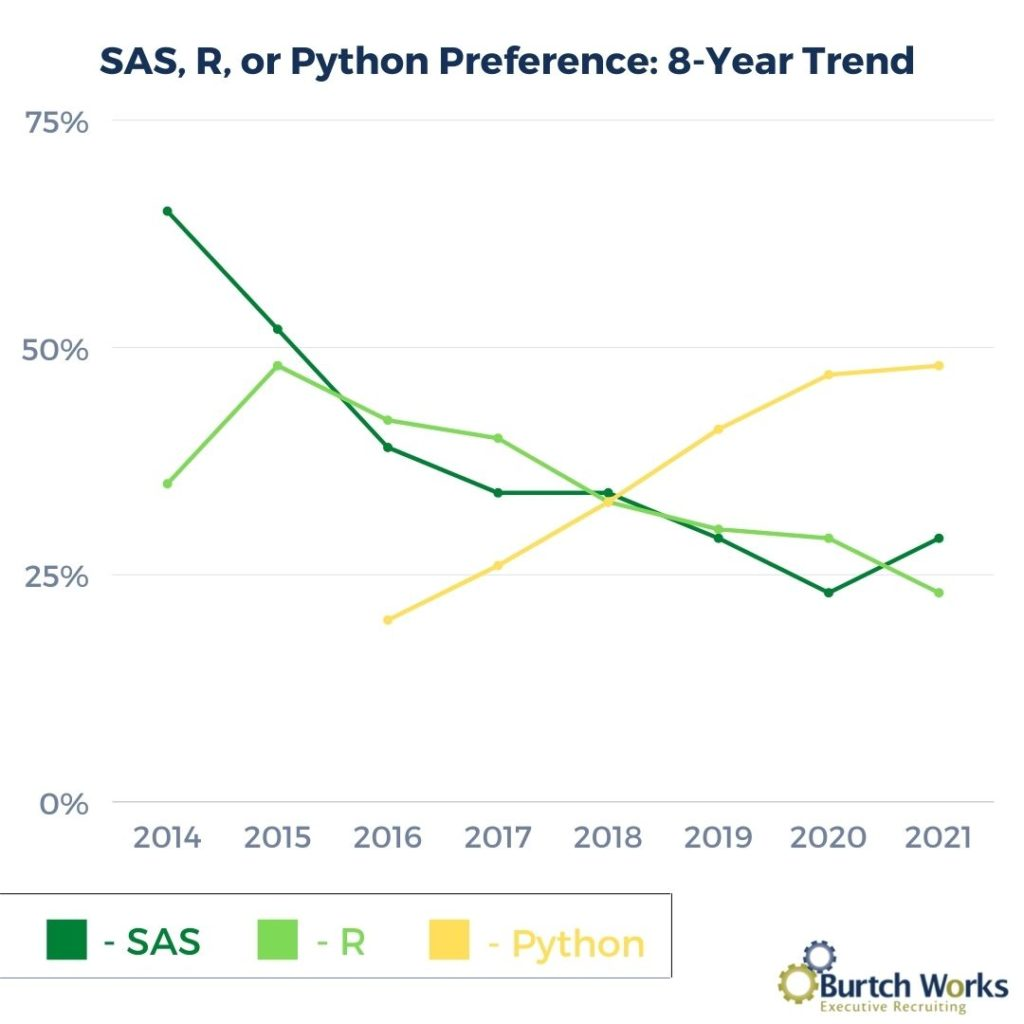 SAS, R, or Python Preference: 8-Year Trend
75%
50%
25%
0%
2014 2015 2016 2017 2018 2019 2020 2021
- SAS - R - Python
Burtch Works
Executive Recruiting